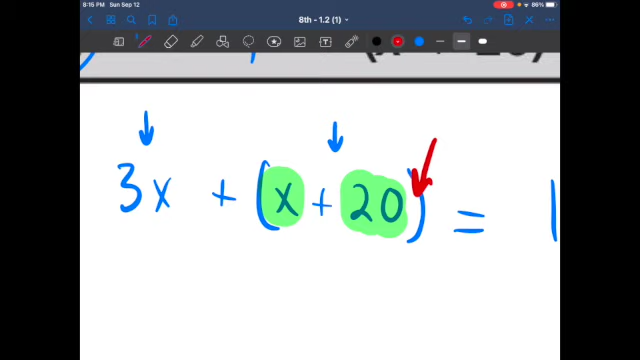 8:15 PM Sun Sep 12
86%
8th - 1.2 (1)
3x + (x + 20) = 1